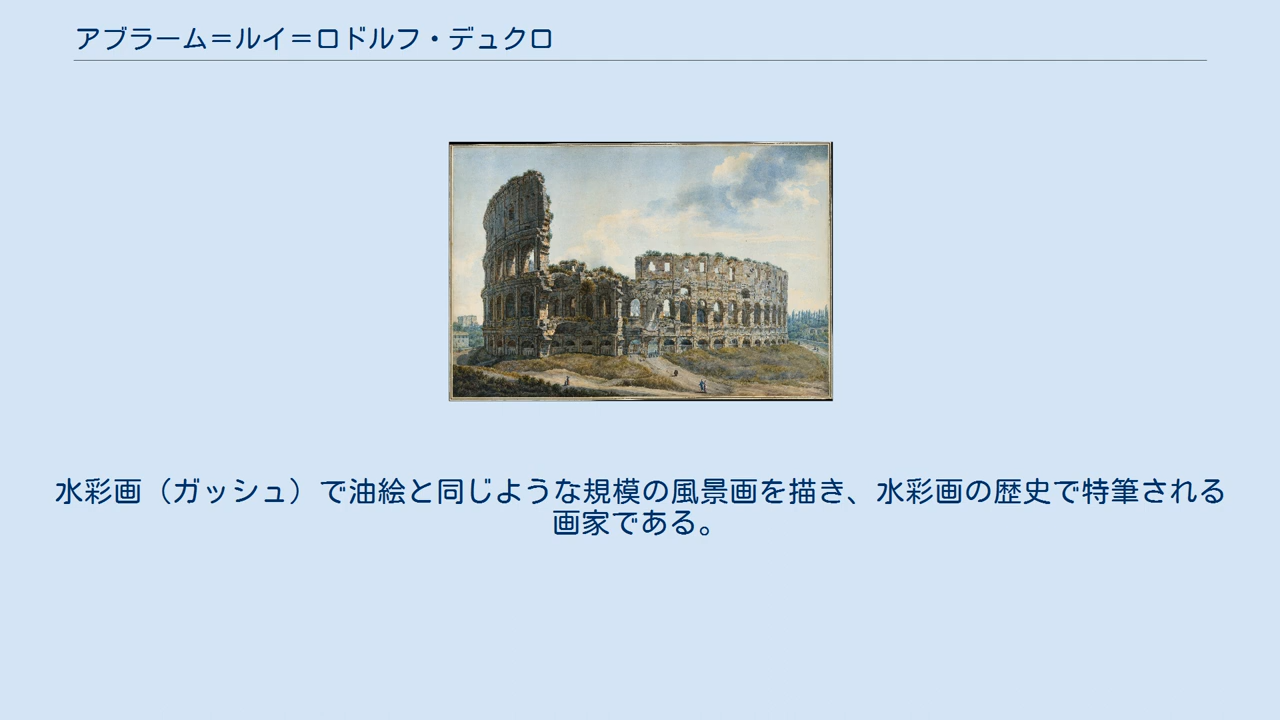 アブラーム＝ルイ＝ロドルフ・デュクロ
水彩画（ガッシュ）で油絵と同じような規模の風景画を描き、水彩画の歴史で特筆される
画家である。